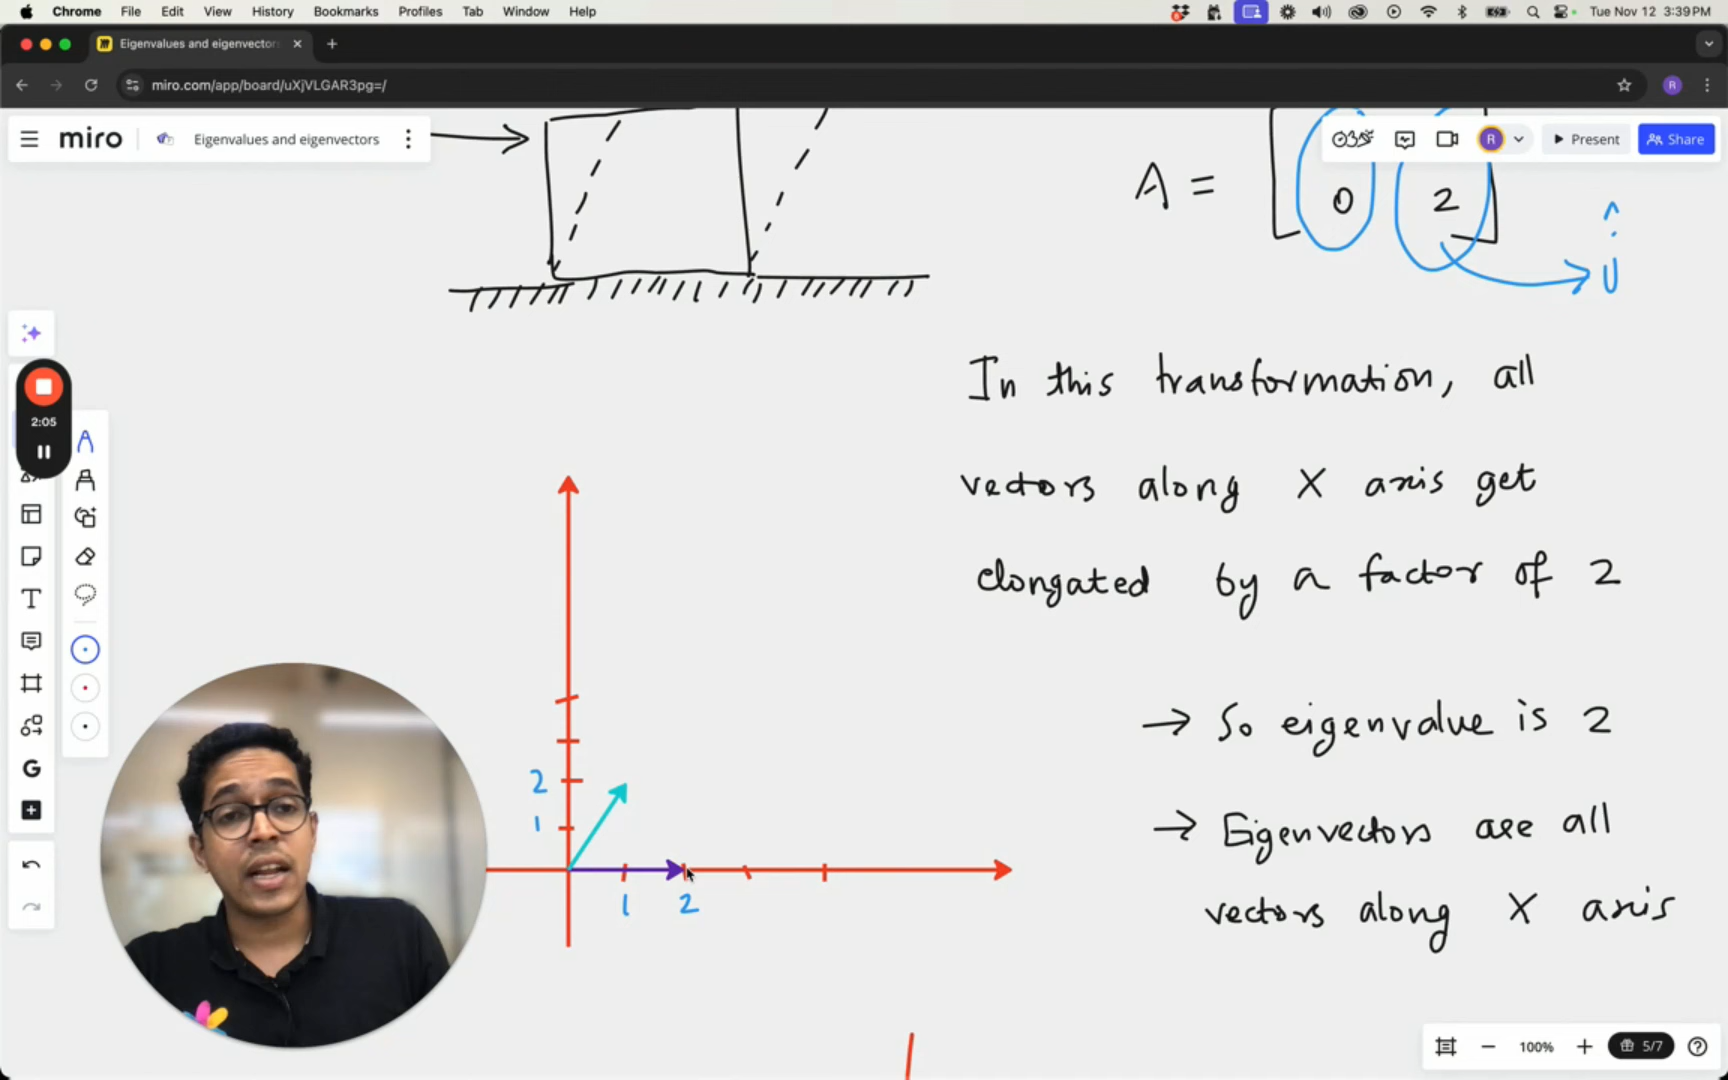 Chrome File Edit View History Bookmarks Profiles Tab Window Help Tue Nov 12 3:39 PM
Eigenvalues and eigenvector
miro.com/app/board/uXjVLGAR3pg=/ R
miro Eigenvalues and eigenvectors R Present Share
A = 0 2
ĵ
In this transformation, all
vectors along X axis get
elongated by a factor of 2
→ So eigenvalue is 2
→ Eigenvectors are all
vectors along X axis
2:05
T
G
2
1
1 2
100% 5/7